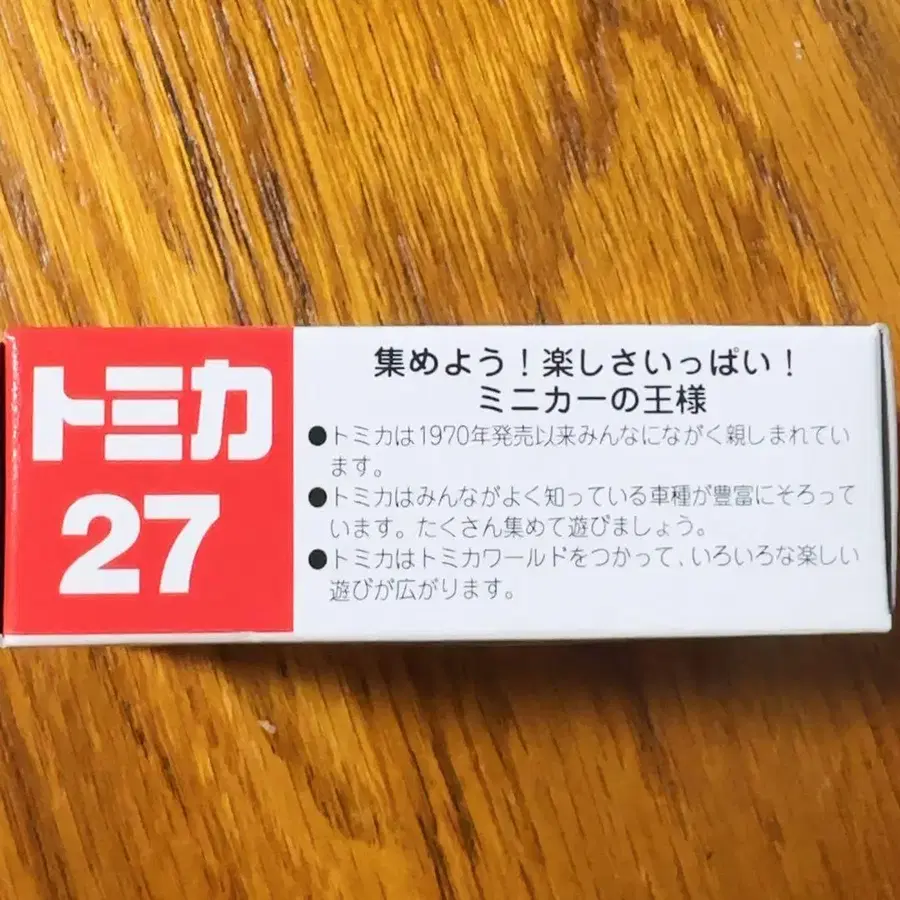 トミカ
27
集めよう！楽しさいっぱい！
ミニカーの王様
●トミカは1970年発売以来みんなにながく親しまれてい
ます。
●トミカはみんながよく知っている車種が豊富にそろって
います。たくさん集めて遊びましょう。
●トミカはトミカワールドをつかって、いろいろな楽しい
遊びが広がります。